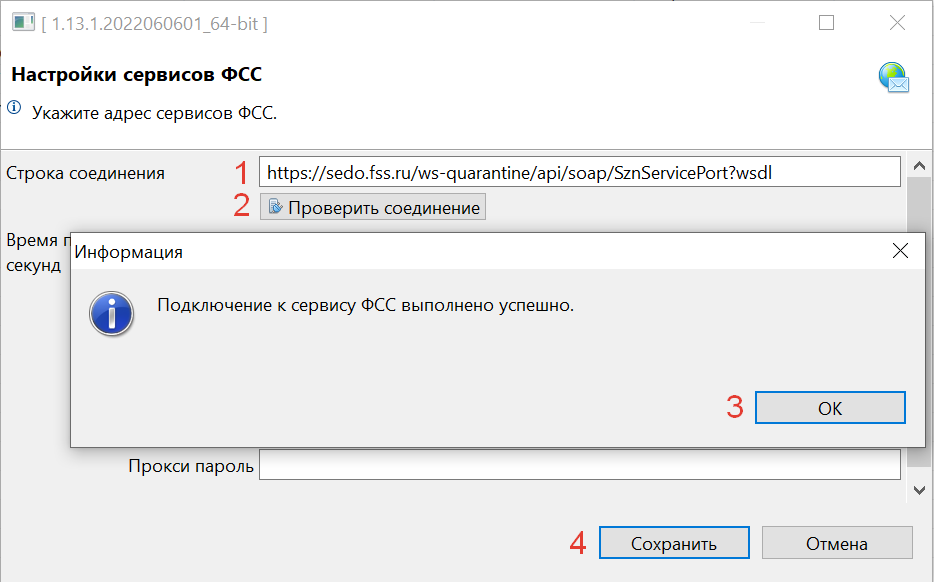 [ 1.13.1.2022060601_64-bit ]
Настройки сервисов ФСС
Укажите адрес сервисов ФСС.
Строка соединения 1 https://sedo.fss.ru/ws-quarantine/api/soap/SznServicePort?wsdl
2 Проверить соединение
Время п
секунд
Информация
Подключение к сервису ФСС выполнено успешно.
3 ОК
Прокси пароль
4 Сохранить Отмена